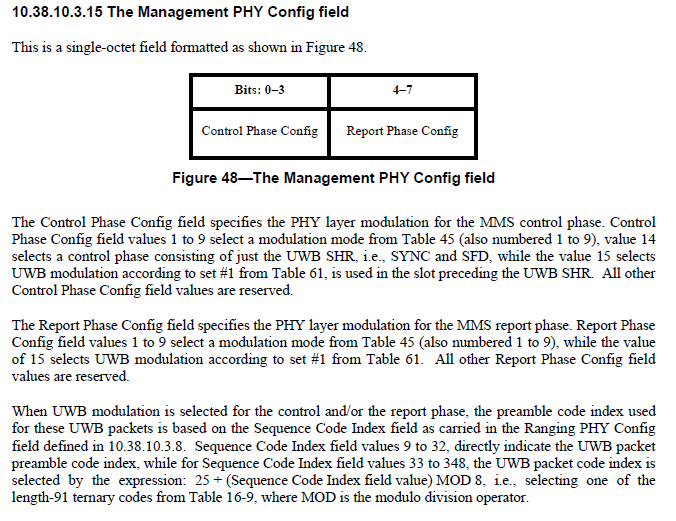 10.38.10.3.15 The Management PHY Config field
This is a single-octet field formatted as shown in Figure 48.
Bits: 0–3 4–7
Control Phase Config Report Phase Config
Figure 48—The Management PHY Config field
The Control Phase Config field specifies the PHY layer modulation for the MMS control phase. Control
Phase Config field values 1 to 9 select a modulation mode from Table 45 (also numbered 1 to 9), value 14
selects a control phase consisting of just the UWB SHR, i.e., SYNC and SFD, while the value 15 selects
UWB modulation according to set #1 from Table 61, is used in the slot preceding the UWB SHR. All other
Control Phase Config field values are reserved.
The Report Phase Config field specifies the PHY layer modulation for the MMS report phase. Report Phase
Config field values 1 to 9 select a modulation mode from Table 45 (also numbered 1 to 9), while the value
of 15 selects UWB modulation according to set #1 from Table 61. All other Report Phase Config field
values are reserved.
When UWB modulation is selected for the control and/or the report phase, the preamble code index used
for these UWB packets is based on the Sequence Code Index field as carried in the Ranging PHY Config
field defined in 10.38.10.3.8. Sequence Code Index field values 9 to 32, directly indicate the UWB packet
preamble code index, while for Sequence Code Index field values 33 to 348, the UWB packet code index is
selected by the expression: 25 + (Sequence Code Index field value) MOD 8, i.e., selecting one of the
length-91 ternary codes from Table 16-9, where MOD is the modulo division operator.